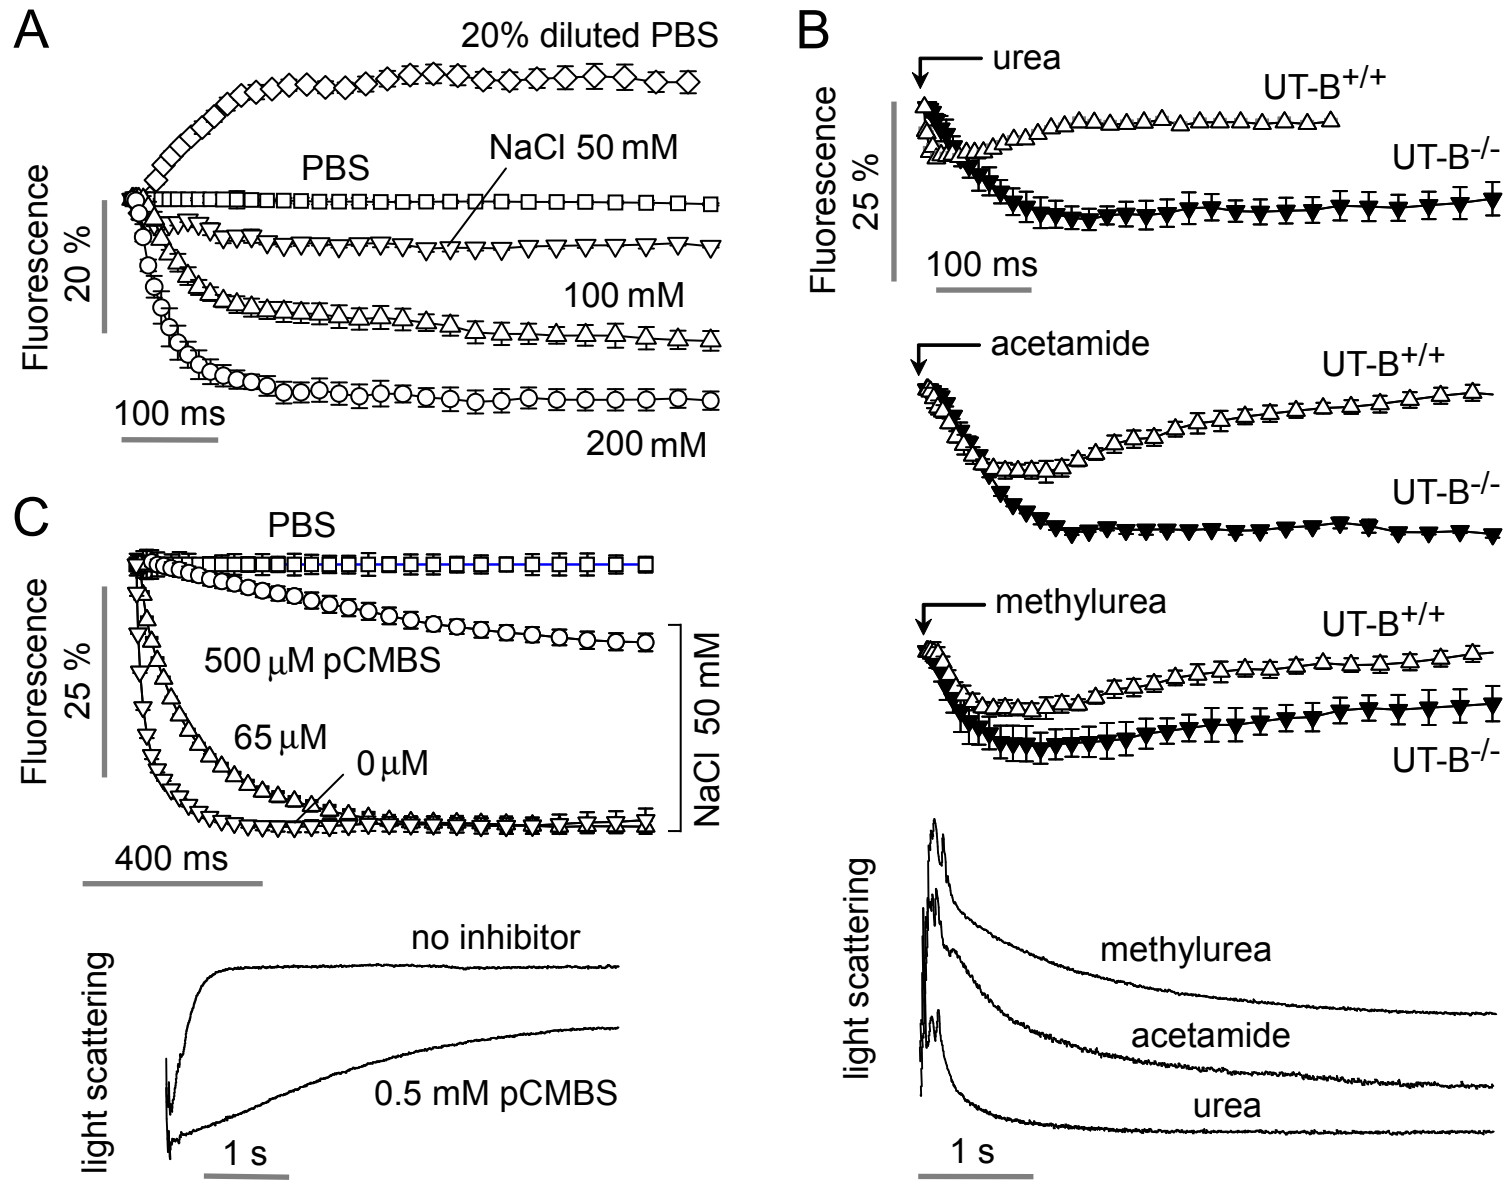 A
20% diluted PBS
NaCl 50 mM
PBS
Fluorescence
20 %
100 mM
100 ms
200 mM
B
urea
UT-B+/+
UT-B-/-
Fluorescence
25 %
100 ms
acetamide
UT-B+/+
UT-B-/-
methylurea
UT-B+/+
UT-B-/-
light scattering
methylurea
acetamide
urea
1 s
C
PBS
Fluorescence
25 %
500 μM pCMBS
65 μM
0 μM
NaCl 50 mM
400 ms
no inhibitor
light scattering
0.5 mM pCMBS
1 s